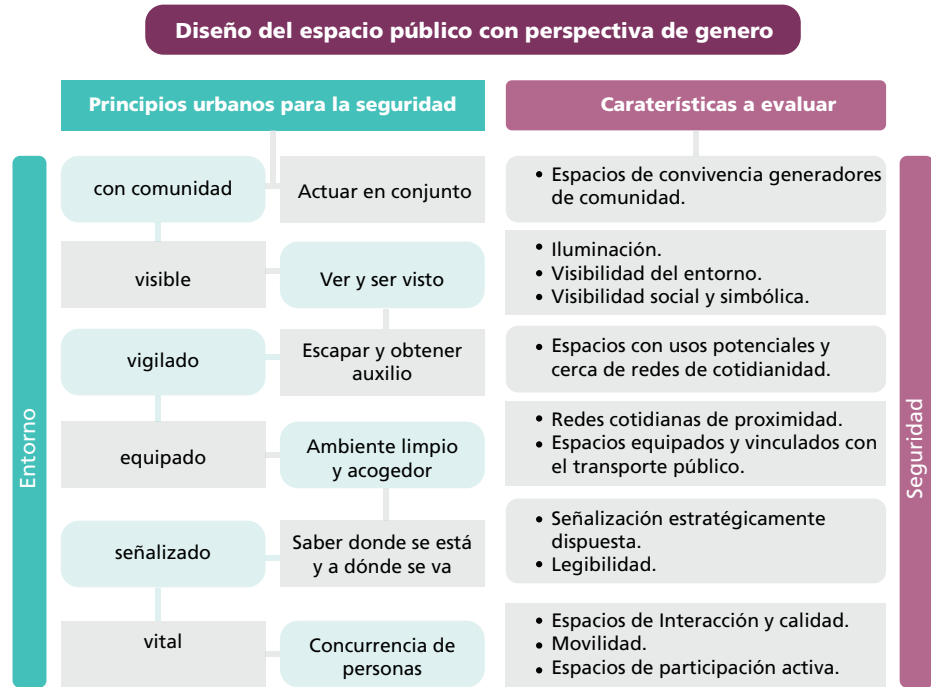 Diseño del espacio público con perspectiva de genero
Principios urbanos para la seguridad
Caraterísticas a evaluar
Entorno
Seguridad
con comunidad
Actuar en conjunto
• Espacios de convivencia generadores
de comunidad.
visible
Ver y ser visto
• Iluminación.
• Visibilidad del entorno.
• Visibilidad social y simbólica.
vigilado
Escapar y obtener
auxilio
• Espacios con usos potenciales y
cerca de redes de cotidianidad.
equipado
Ambiente limpio
y acogedor
• Redes cotidianas de proximidad.
• Espacios equipados y vinculados con
el transporte público.
señalizado
Saber donde se está
y a dónde se va
• Señalización estratégicamente
dispuesta.
• Legibilidad.
vital
Concurrencia de
personas
• Espacios de Interacción y calidad.
• Movilidad.
• Espacios de participación activa.